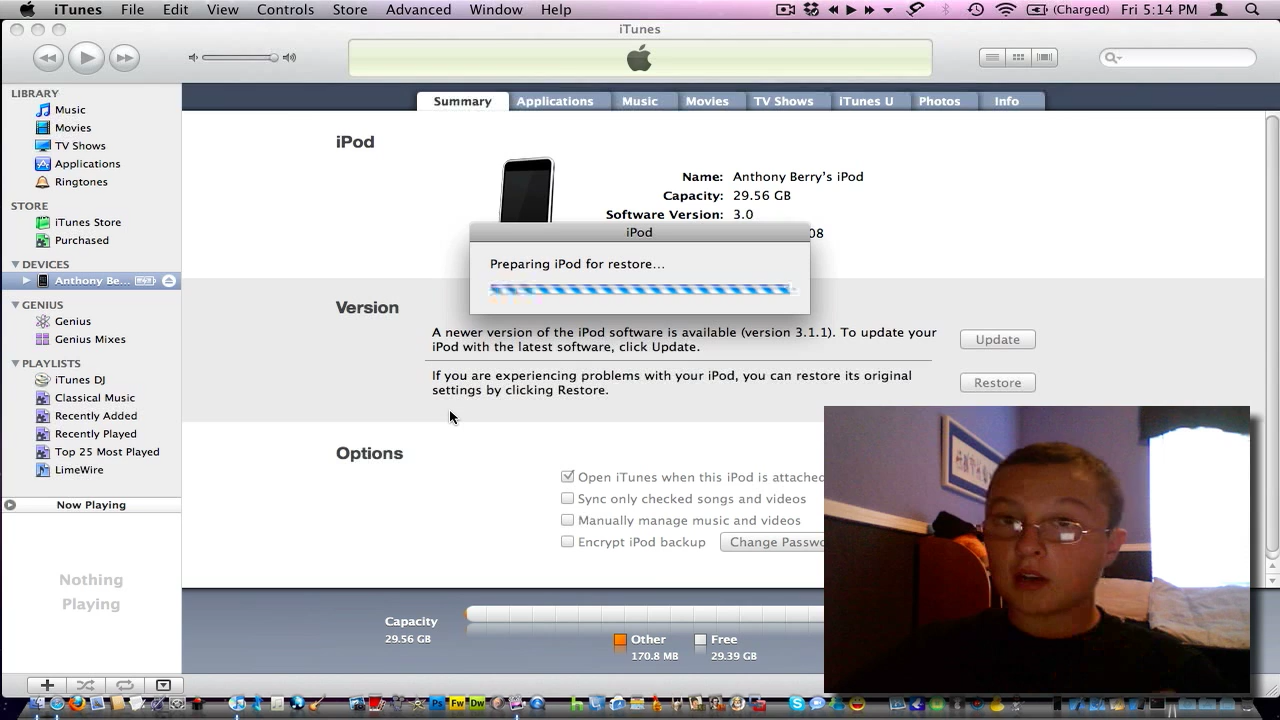 iTunes File Edit View Controls Store Advanced Window Help (Charged) Fri 5:14 PM
iTunes
LIBRARY
Music
Movies
TV Shows
Applications
Ringtones
STORE
iTunes Store
Purchased
DEVICES
Anthony Be...
GENIUS
Genius
Genius Mixes
PLAYLISTS
iTunes DJ
Classical Music
Recently Added
Recently Played
Top 25 Most Played
LimeWire
Now Playing
Nothing
Playing
Summary Applications Music Movies TV Shows iTunes U Photos Info
iPod
Name: Anthony Berry's iPod
Capacity: 29.56 GB
Software Version: 3.0
08
iPod
Preparing iPod for restore...
Version
A newer version of the iPod software is available (version 3.1.1). To update your
iPod with the latest software, click Update.
Update
If you are experiencing problems with your iPod, you can restore its original
settings by clicking Restore.
Restore
Options
Open iTunes when this iPod is attached
Sync only checked songs and videos
Manually manage music and videos
Encrypt iPod backup Change Passwo
Capacity
29.56 GB
Other
170.8 MB
Free
29.39 GB
Ps Fw Dw